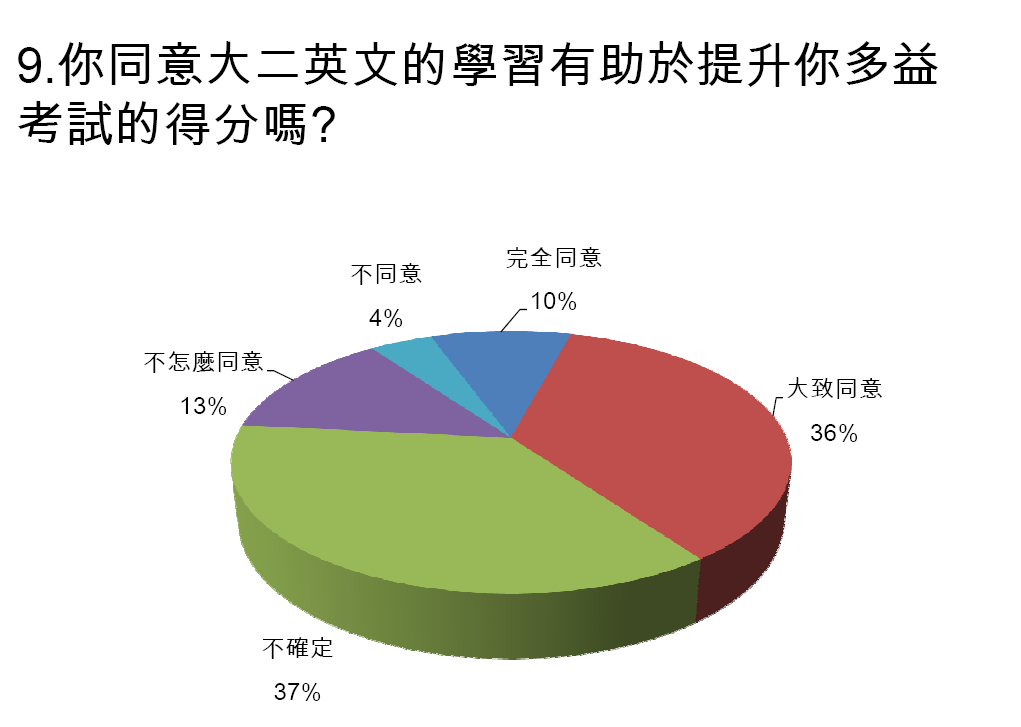 9.你同意大二英文的學習有助於提升你多益
考試的得分嗎?
完全同意
10%
不同意
4%
不怎麼同意
13%
大致同意
36%
不確定
37%